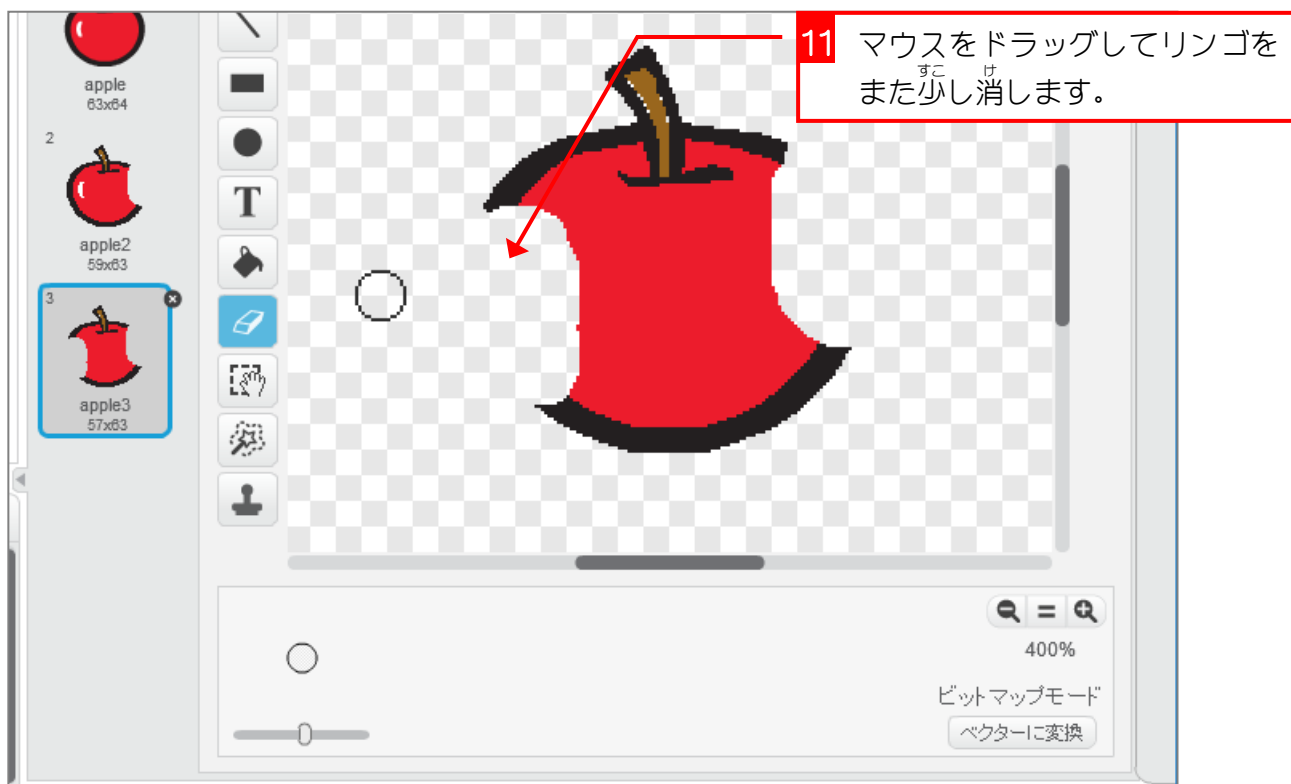 11 マウスをドラッグしてリンゴを
また少し消します。
すこ け
apple
63x64
2
apple2
59x63
3
apple3
57x63
T
400%
ビットマップモード
ベクターに変換